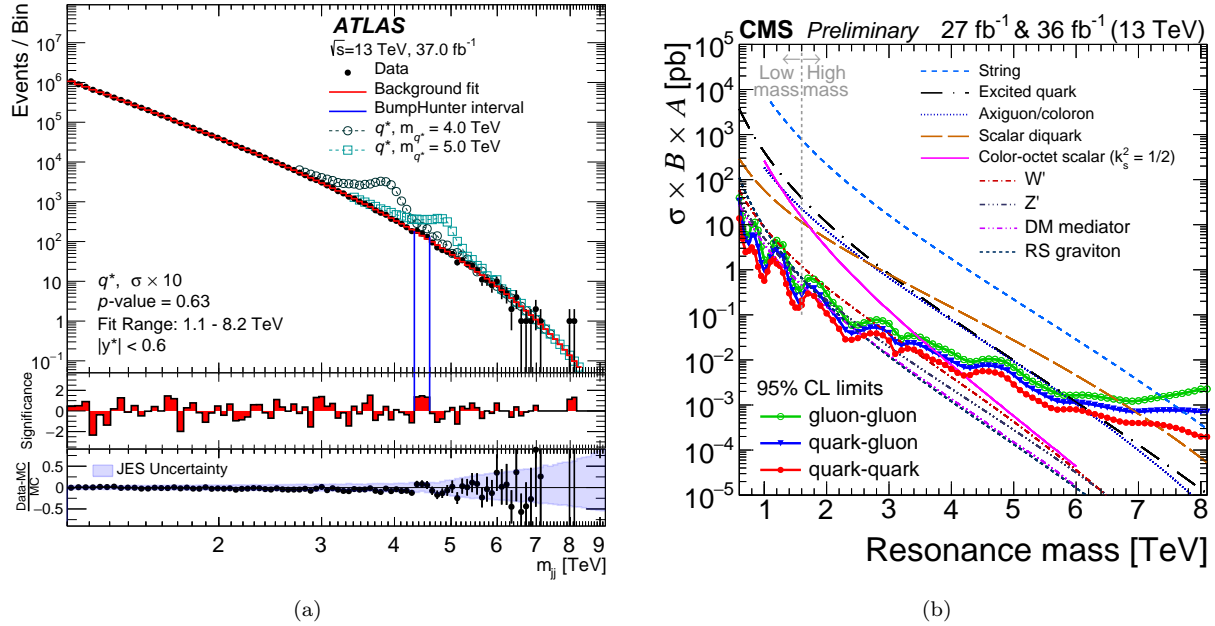 ATLAS
√s=13 TeV, 37.0 fb⁻¹
Data
Background fit
BumpHunter interval
q*, m_q* = 4.0 TeV
q*, m_q* = 5.0 TeV
Events / Bin
10⁷
10⁶
10⁵
10⁴
10³
10²
10
1
10⁻¹
q*, σ × 10
p-value = 0.63
Fit Range: 1.1 - 8.2 TeV
|y*| < 0.6
Significance
2
0
−2
Data-MC
MC
0.5
0
−0.5
JES Uncertainty
2 3 4 5 6 7 8 9
m_jj [TeV]
(a)
CMS Preliminary 27 fb⁻¹ & 36 fb⁻¹ (13 TeV)
σ × B × A [pb]
10⁵
10⁴
10³
10²
10
1
10⁻¹
10⁻²
10⁻³
10⁻⁴
10⁻⁵
Low mass
High mass
String
Excited quark
Axiguon/coloron
Scalar diquark
Color-octet scalar (k_s² = 1/2)
W'
Z'
DM mediator
RS graviton
95% CL limits
gluon-gluon
quark-gluon
quark-quark
1 2 3 4 5 6 7 8
Resonance mass [TeV]
(b)